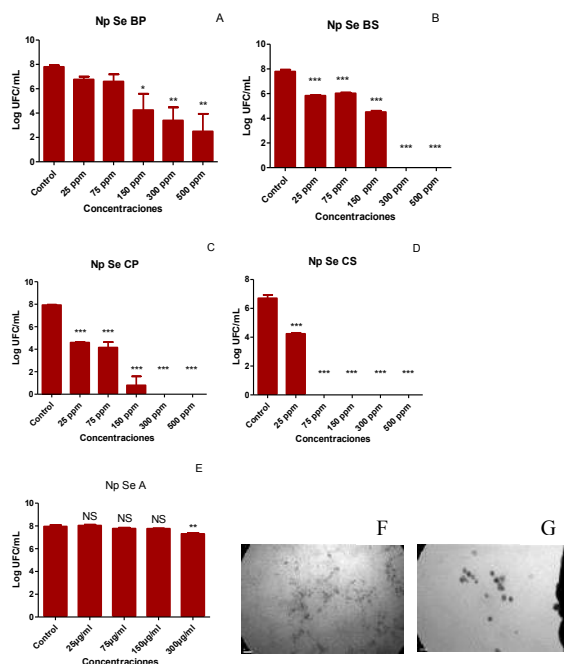 A
Np Se BP
Log UFC/mL
10
8
6
4
2
0
*
**
**
Control
25 ppm
75 ppm
150 ppm
300 ppm
500 ppm
Concentraciones
B
Np Se BS
Log UFC/mL
10
8
6
4
2
0
***
***
***
***
***
Control
25 ppm
75 ppm
150 ppm
300 ppm
500 ppm
Concentraciones
C
Np Se CP
Log UFC/mL
10
8
6
4
2
0
***
***
***
***
***
Control
25 ppm
75 ppm
150 ppm
300 ppm
500 ppm
Concentraciones
D
Np Se CS
Log UFC/mL
8
6
4
2
0
***
***
***
***
***
Control
25 ppm
75 ppm
150 ppm
300 ppm
500 ppm
Concentraciones
E
Np Se A
Log UFC/mL
10
8
6
4
2
0
NS
NS
NS
**
Control
25µg/ml
75µg/ml
150µg/ml
300µg/ml
Concentraciones
F
G